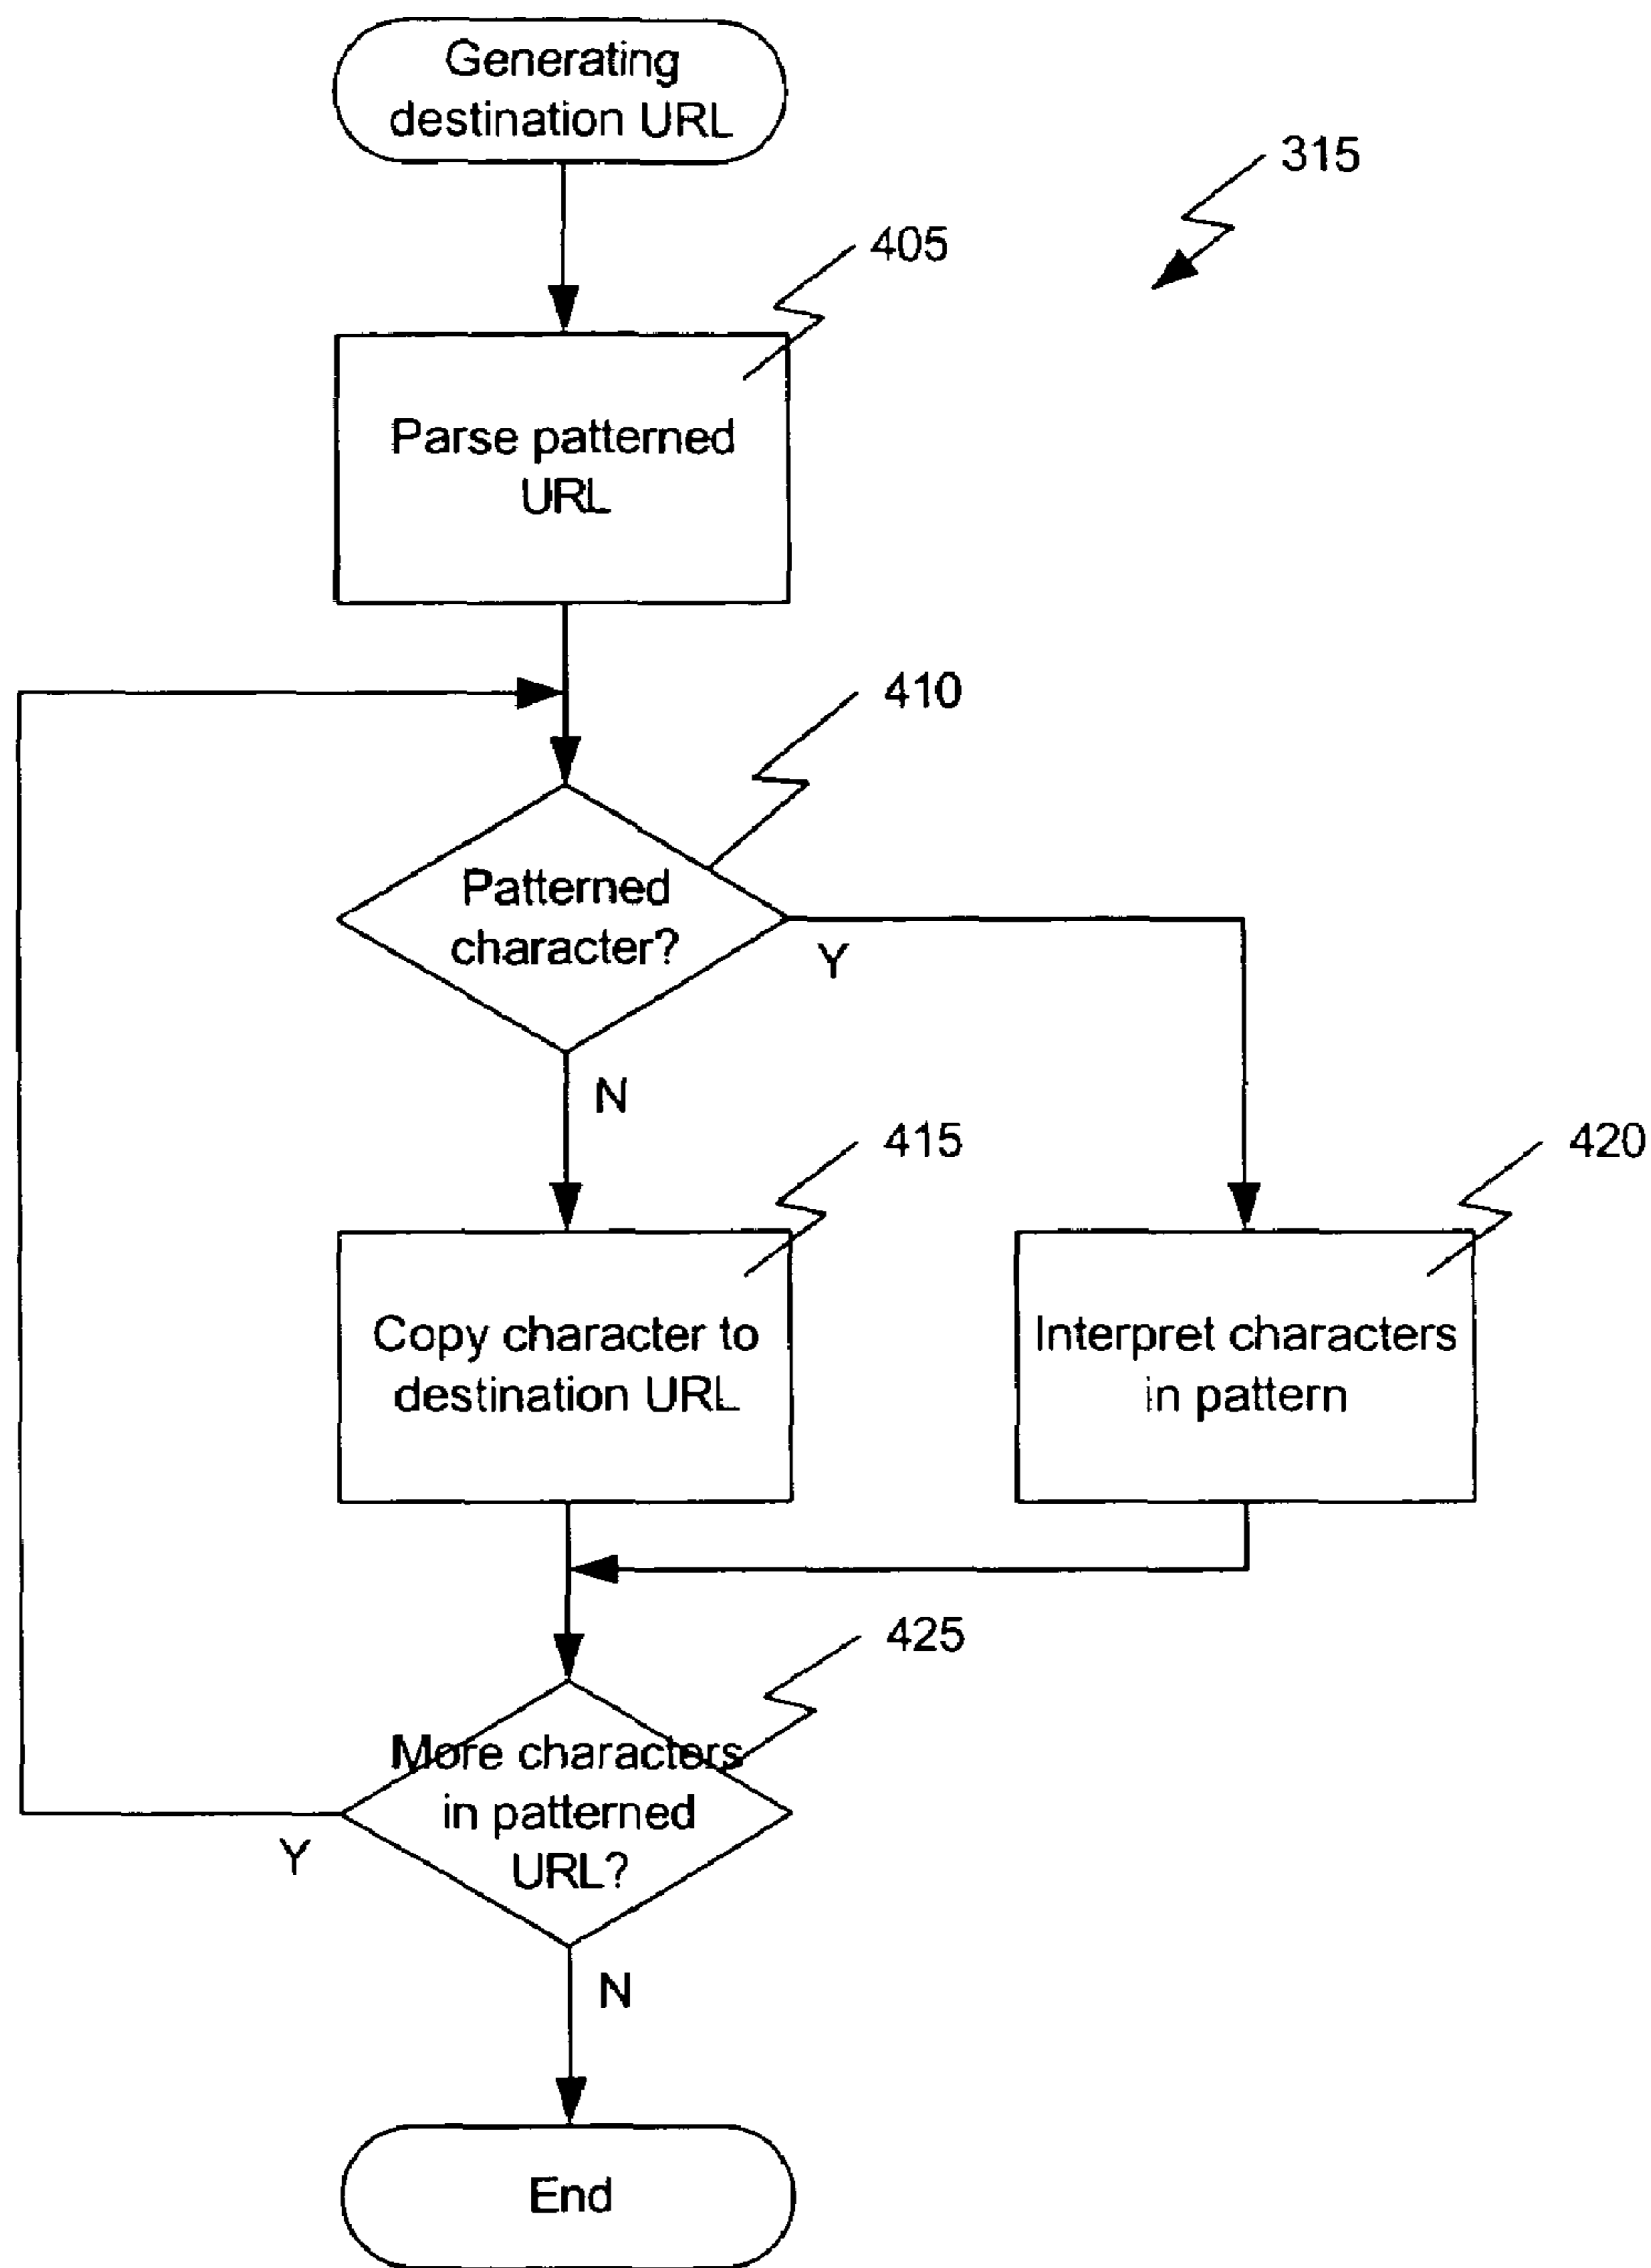 Generating
destination URL
315
405
Parse patterned
URL
410
Patterned
character?
Y
N
415
420
Copy character to
destination URL
Interpret characters
in pattern
425
More characters
in patterned
URL?
Y
N
End